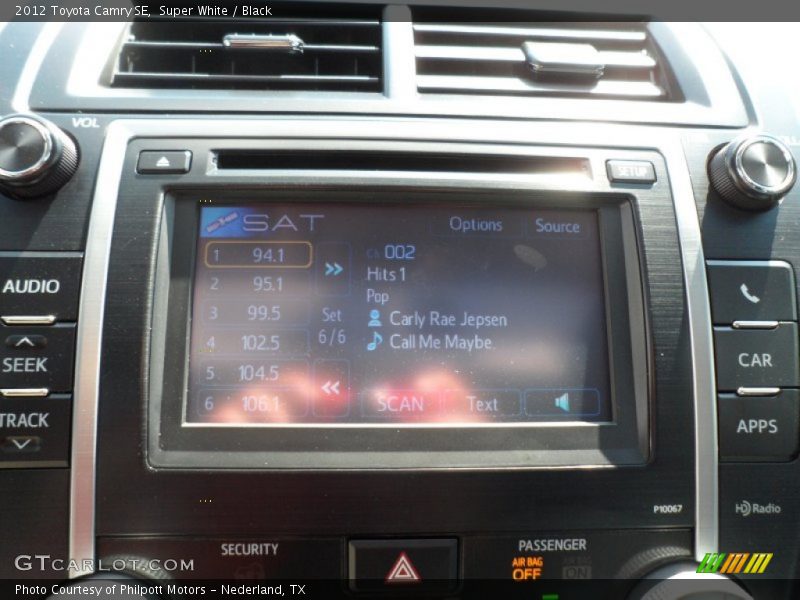 2012 Toyota Camry SE, Super White / Black
VOL
SETUP
SAT
Options
Source
1 94.1
2 95.1
3 99.5
4 102.5
5 104.5
6 106.1
>>
Set
6/6
<<
Ch 002
Hits 1
Pop
Carly Rae Jepsen
Call Me Maybe
SCAN
Text
AUDIO
SEEK
TRACK
CAR
APPS
P10067
HD Radio
SECURITY
PASSENGER
AIR BAG
OFF
ON
GTCARLOT.COM
Photo Courtesy of Philpott Motors - Nederland, TX